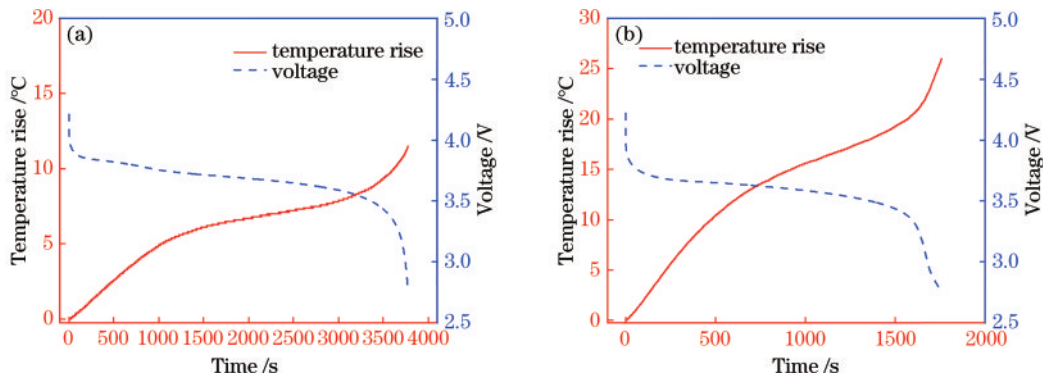 (a)
temperature rise
voltage
Temperature rise /°C
20
15
10
5
0
Voltage /V
5.0
4.5
4.0
3.5
3.0
2.5
0 500 1000 1500 2000 2500 3000 3500 4000
Time /s
(b)
temperature rise
voltage
Temperature rise /°C
30
25
20
15
10
5
0
Voltage /V
5.0
4.5
4.0
3.5
3.0
2.5
0 500 1000 1500 2000
Time /s